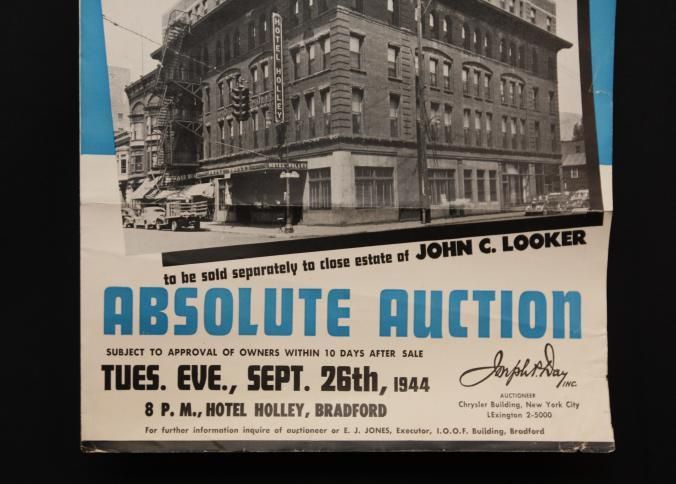 HOTEL HOLLEY
HOTEL HOLLEY
to be sold separately to close estate of JOHN C. LOOKER
ABSOLUTE AUCTION
SUBJECT TO APPROVAL OF OWNERS WITHIN 10 DAYS AFTER SALE
TUES. EVE., SEPT. 26th, 1944
8 P. M., HOTEL HOLLEY, BRADFORD
Joseph P. Day INC.
AUCTIONEER
Chrysler Building, New York City
LExington 2-5000
For further information inquire of auctioneer or E. J. JONES, Executor, I.O.O.F. Building, Bradford